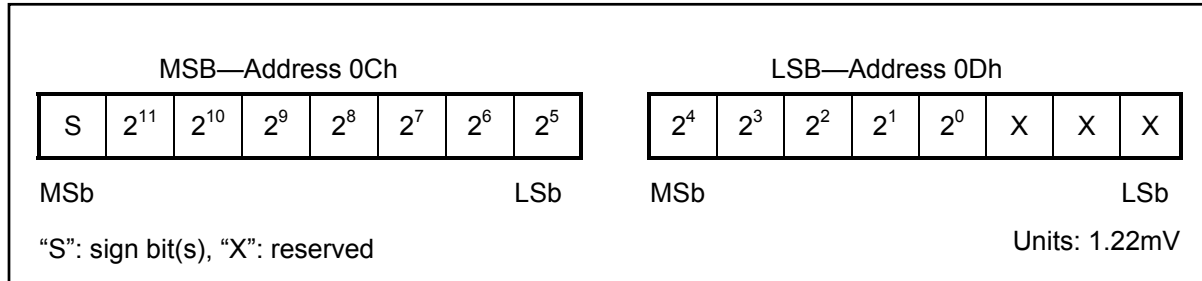 MSB—Address 0Ch LSB—Address 0Dh
S 2¹¹ 2¹⁰ 2⁹ 2⁸ 2⁷ 2⁶ 2⁵ 2⁴ 2³ 2² 2¹ 2⁰ X X X
MSb LSb MSb LSb
“S”: sign bit(s), “X”: reserved Units: 1.22mV